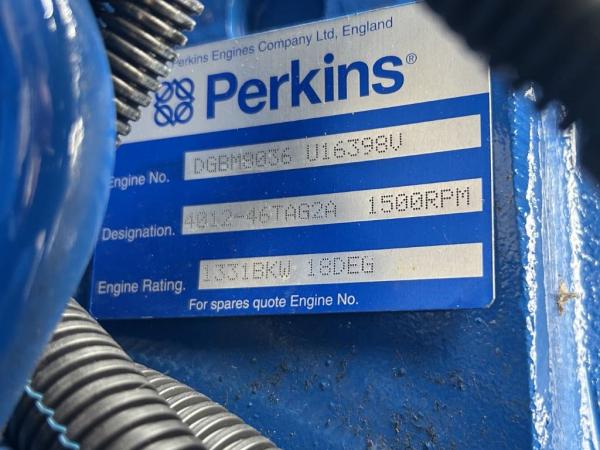 Perkins Engines Company Ltd, England
Perkins®
Engine No. DGBM8036 U16398V
Designation. 4012-46TAG2A 1500RPM
Engine Rating. 1331BKW 18DEG
For spares quote Engine No.